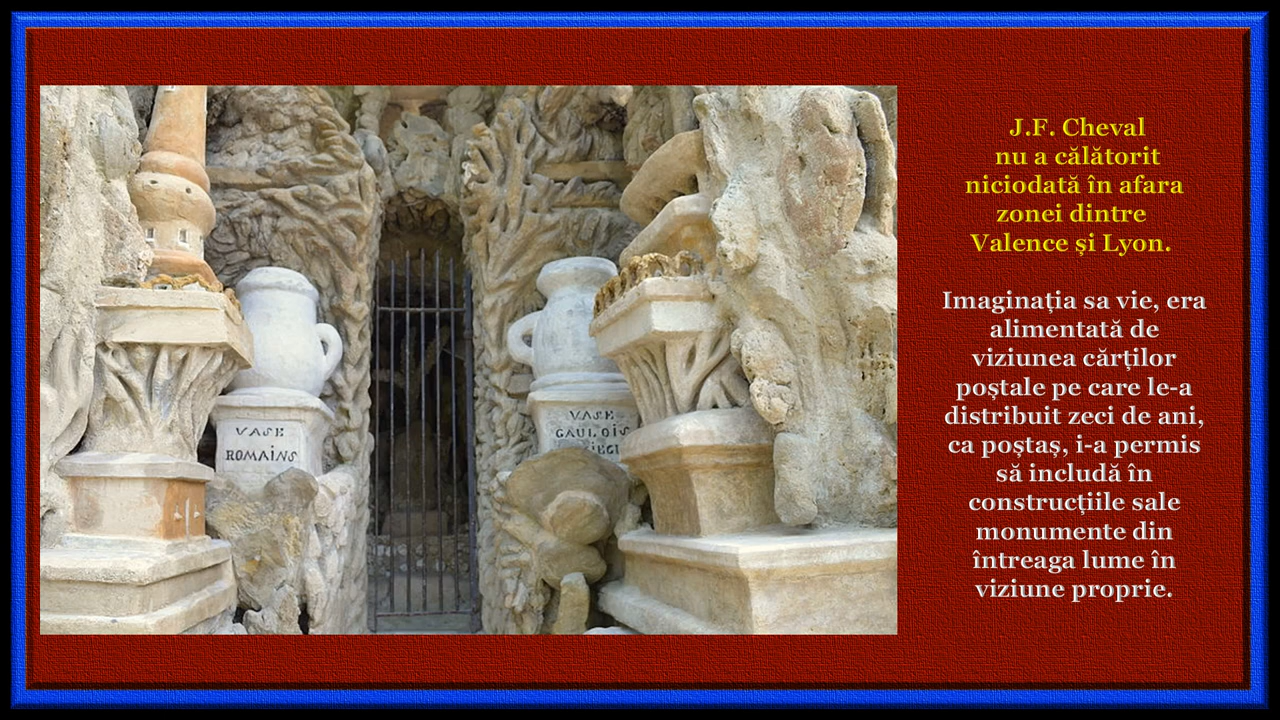 J.F. Cheval
nu a călătorit
niciodată în afara
zonei dintre
Valence și Lyon.
Imaginația sa vie, era
alimentată de
viziunea cărților
poștale pe care le-a
distribuit zeci de ani,
ca poștaș, i-a permis
să includă în
construcțiile sale
monumente din
întreaga lume în
viziune proprie.
VASE
ROMAINS
VASE
GAULOIS